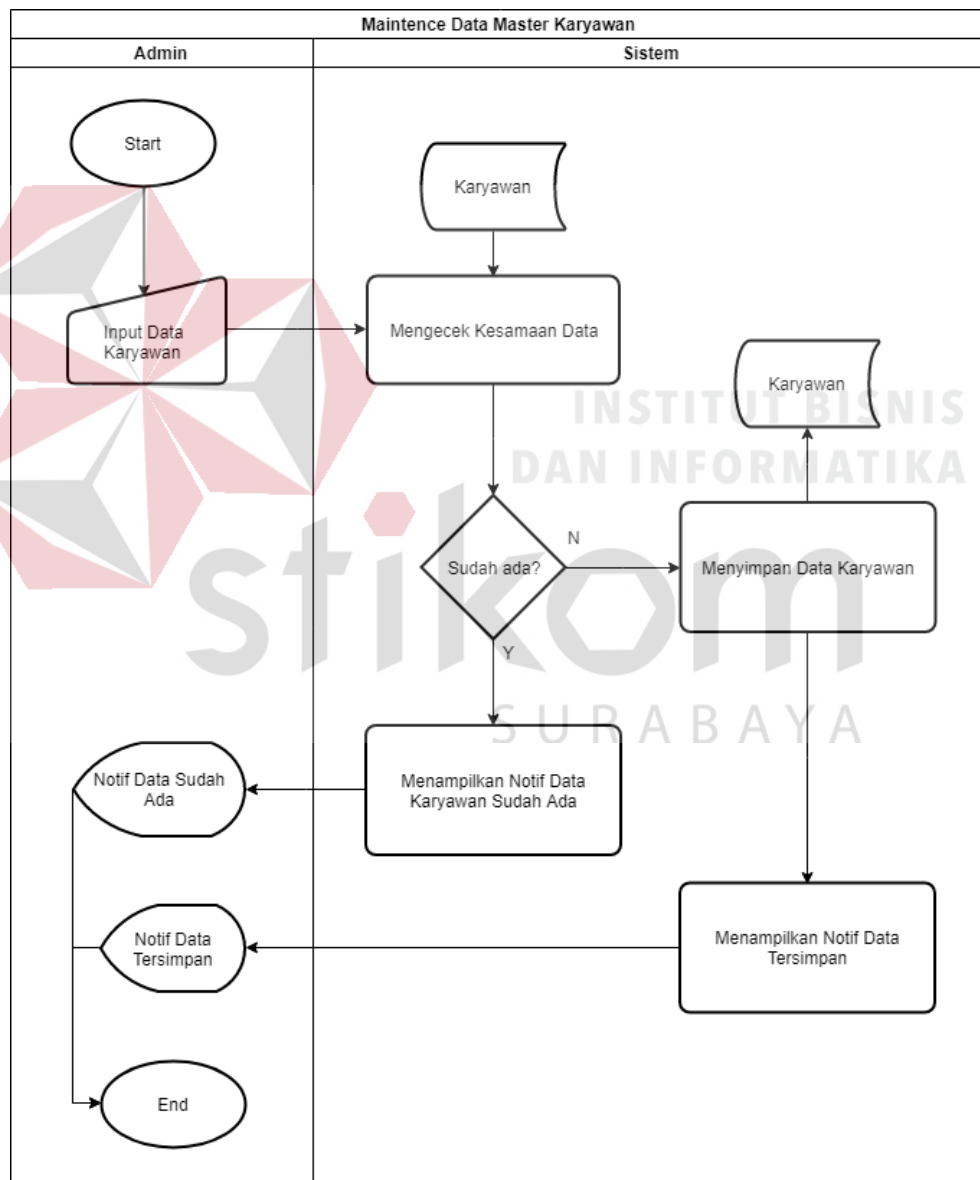 Maintence Data Master Karyawan
Admin
Sistem
Start
Karyawan
Input Data
Karyawan
Mengecek Kesamaan Data
Karyawan
INSTITUT BISNIS
DAN INFORMATIKA
stikom
SURABAYA
Sudah ada?
N
Menyimpan Data Karyawan
Y
Notif Data Sudah
Ada
Menampilkan Notif Data
Karyawan Sudah Ada
Notif Data
Tersimpan
Menampilkan Notif Data
Tersimpan
End